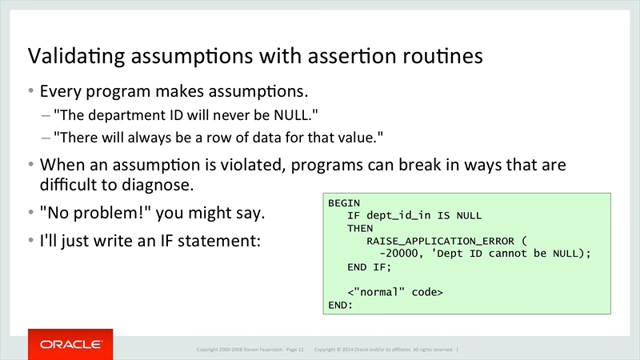 Validating assumptions with assertion routines
• Every program makes assumptions.
– "The department ID will never be NULL."
– "There will always be a row of data for that value."
• When an assumption is violated, programs can break in ways that are
difficult to diagnose.
• "No problem!" you might say.
• I'll just write an IF statement:
BEGIN
IF dept_id_in IS NULL
THEN
RAISE_APPLICATION_ERROR (
-20000, 'Dept ID cannot be NULL);
END IF;
<"normal" code>
END:
ORACLE
Copyright 2000-2008 Steven Feuerstein - Page 12
Copyright © 2014 Oracle and/or its affiliates. All rights reserved. |